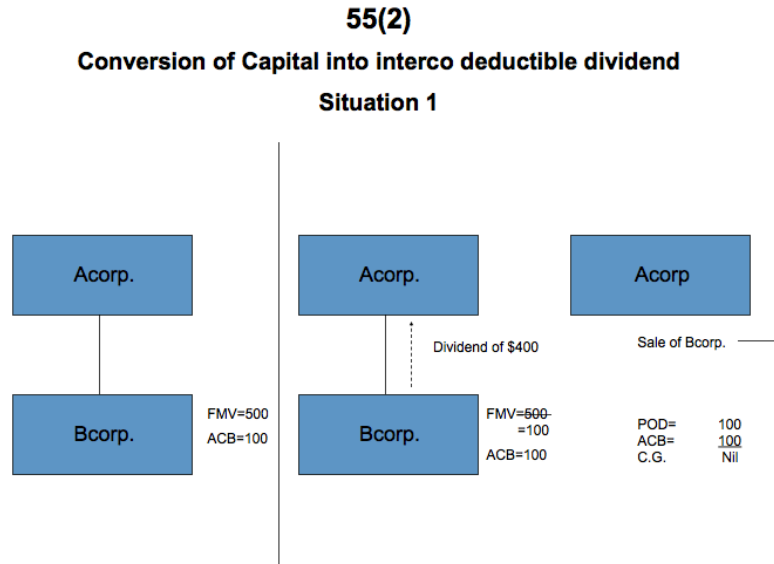 55(2)
Conversion of Capital into interco deductible dividend
Situation 1
Acorp.
Bcorp.
FMV=500
ACB=100
Acorp.
Dividend of $400
Bcorp.
FMV=500
=100
ACB=100
Acorp
Sale of Bcorp.
POD= 100
ACB= 100
C.G. Nil